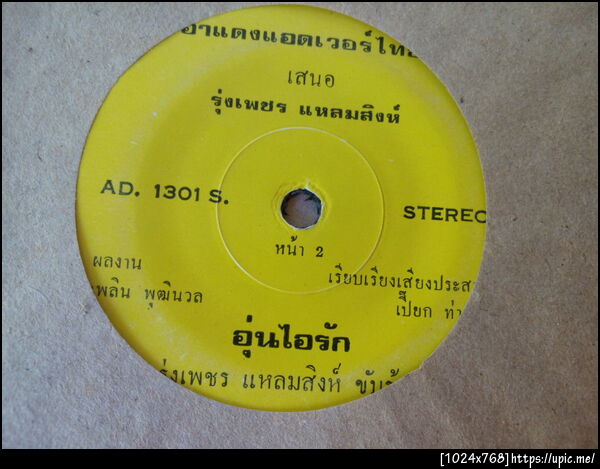 อาแดงแอดเวอร์ไทย
เสนอ
รุ่งเพชร แหลมสิงห์
AD. 1301 S.
STEREO
หน้า 2
ผลงาน
เพลิน พุฒินวล
เรียบเรียงเสียงประส
เปียก ท่า
อุ่นไอรัก
รุ่งเพชร แหลมสิงห์ ขับร้
[1024x768]https://upic.me/